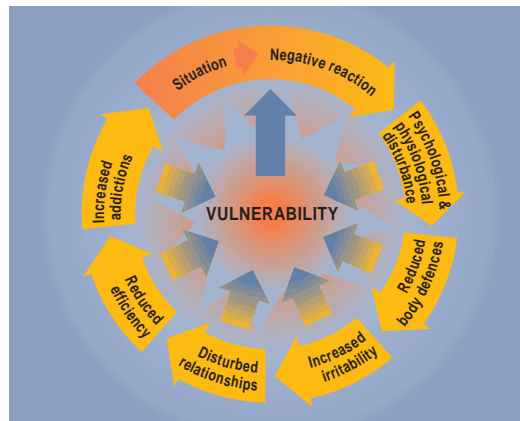 Situation
Negative reaction
Psychological &
physiological
disturbance
Reduced
body defences
Increased
irritability
Disturbed
relationships
Reduced
efficiency
Increased
addictions
VULNERABILITY